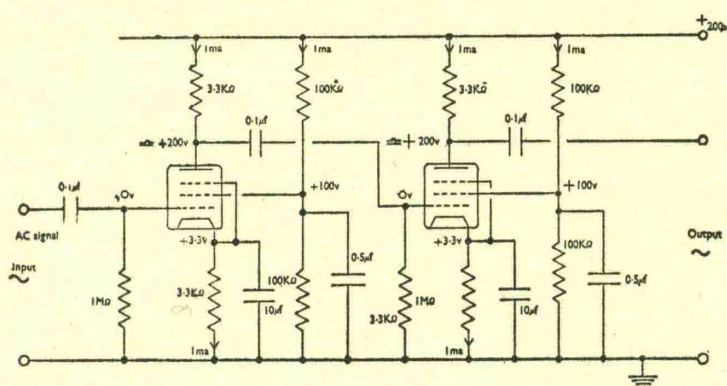 +200v
1ma
1ma
1ma
1ma
3·3KΩ
100KΩ
3·3KΩ
100KΩ
0·1µf
0·1µf
≏ +200v
≏ + 200v
0·1µf
0v
+100v
0v
+100v
AC signal
Input
~
+3·3v
+3·3v
Output
~
1MΩ
3·3KΩ
10µf
100KΩ
0·5µf
3·3KΩ
1MΩ
10µf
100KΩ
0·5µf
1ma
1ma